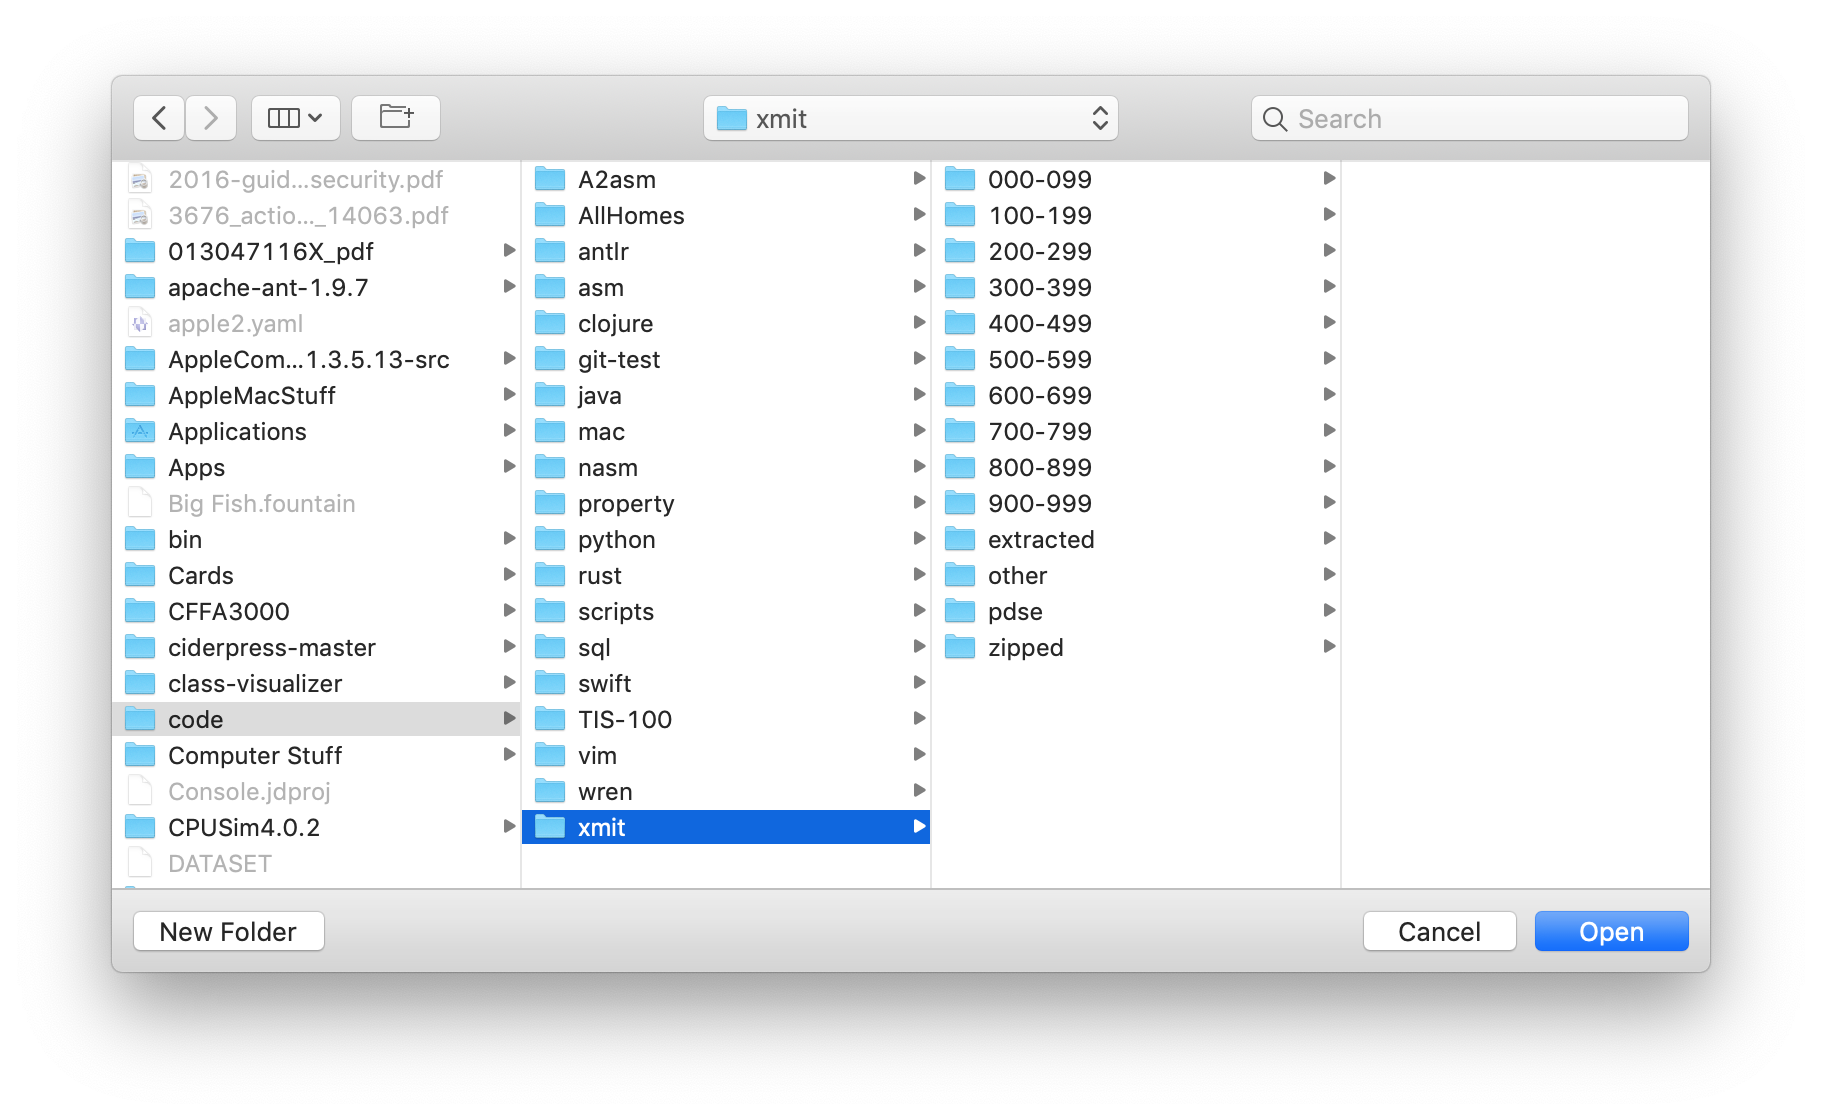 xmit
Search
2016-guid...security.pdf
3676_actio..._14063.pdf
013047116X_pdf
apache-ant-1.9.7
apple2.yaml
AppleCom...1.3.5.13-src
AppleMacStuff
Applications
Apps
Big Fish.fountain
bin
Cards
CFFA3000
ciderpress-master
class-visualizer
code
Computer Stuff
Console.jdproj
CPUSim4.0.2
DATASET
A2asm
AllHomes
antlr
asm
clojure
git-test
java
mac
nasm
property
python
rust
scripts
sql
swift
TIS-100
vim
wren
xmit
000-099
100-199
200-299
300-399
400-499
500-599
600-699
700-799
800-899
900-999
extracted
other
pdse
zipped
New Folder
Cancel
Open